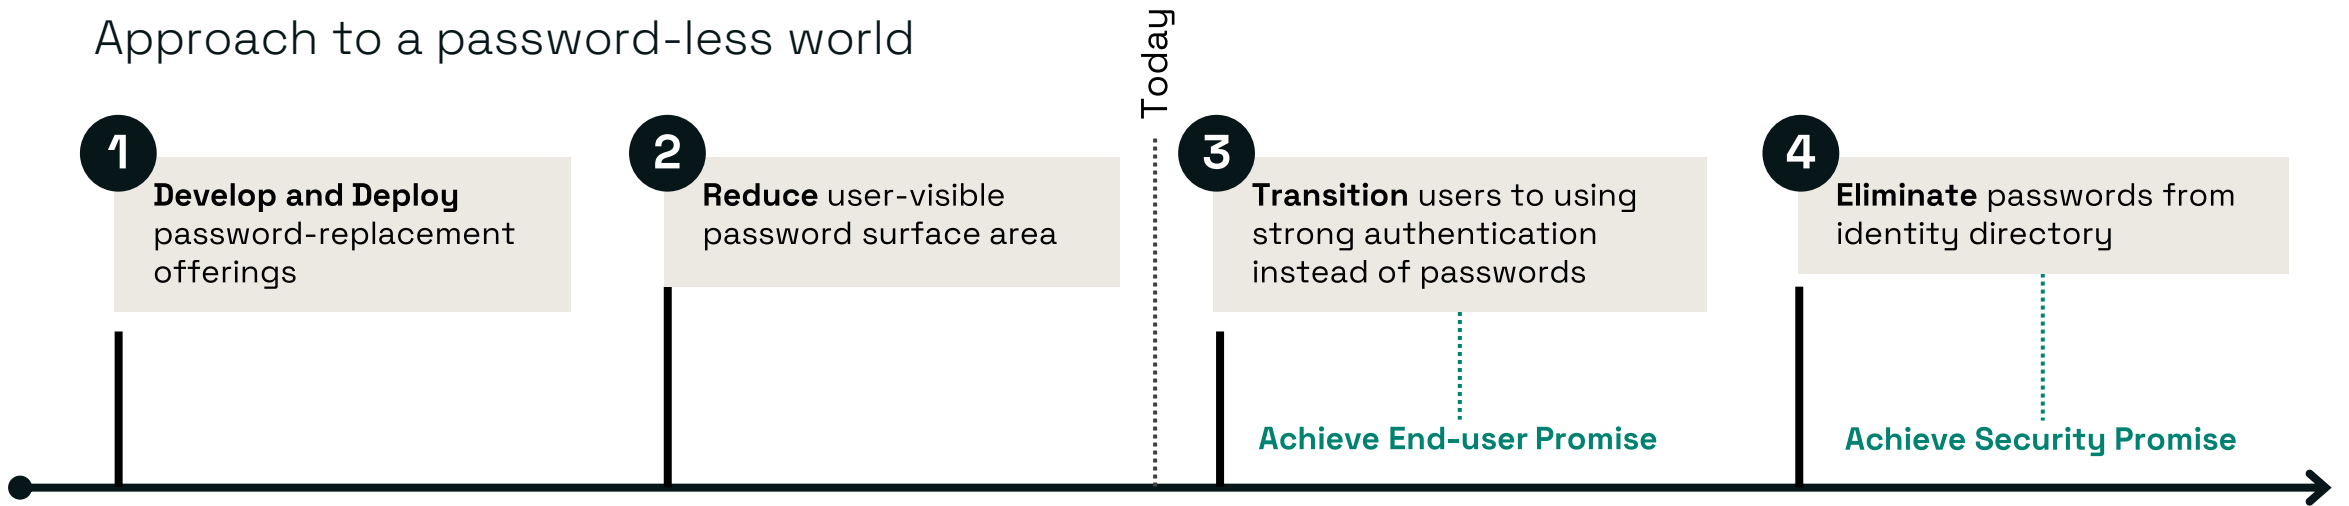 Approach to a password-less world
Today
1
Develop and Deploy
password-replacement
offerings
2
Reduce user-visible
password surface area
3
Transition users to using
strong authentication
instead of passwords
4
Eliminate passwords from
identity directory
Achieve End-user Promise
Achieve Security Promise